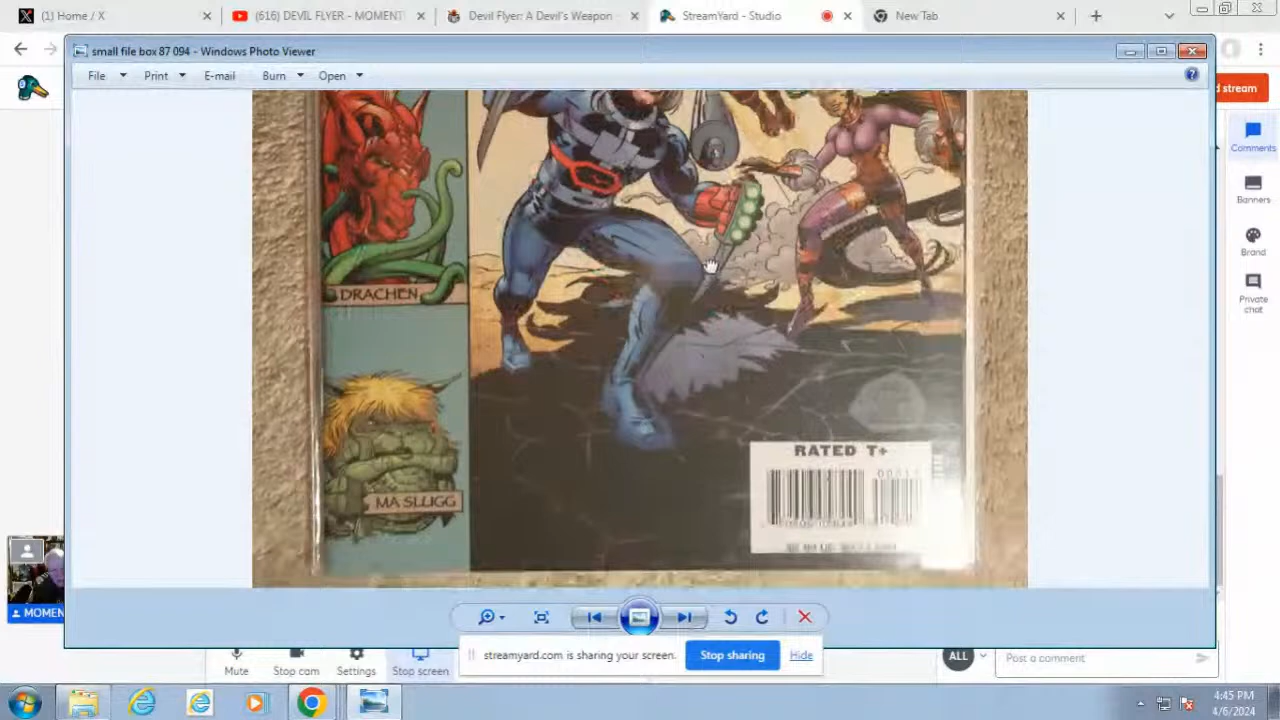 (1) Home / X
(616) DEVIL FLYER - MOMENT
Devil Flyer: A Devil's Weapon
StreamYard - Studio
New Tab
small file box 87 094 - Windows Photo Viewer
File
Print
E-mail
Burn
Open
d stream
Comments
Banners
Brand
Private
chat
DRACHEN
MA SLUGG
RATED T+
MOMEN
streamyard.com is sharing your screen.
Stop sharing
Hide
Mute
Stop cam
Settings
Stop screen
ALL
Post a comment
4:45 PM
4/6/2024